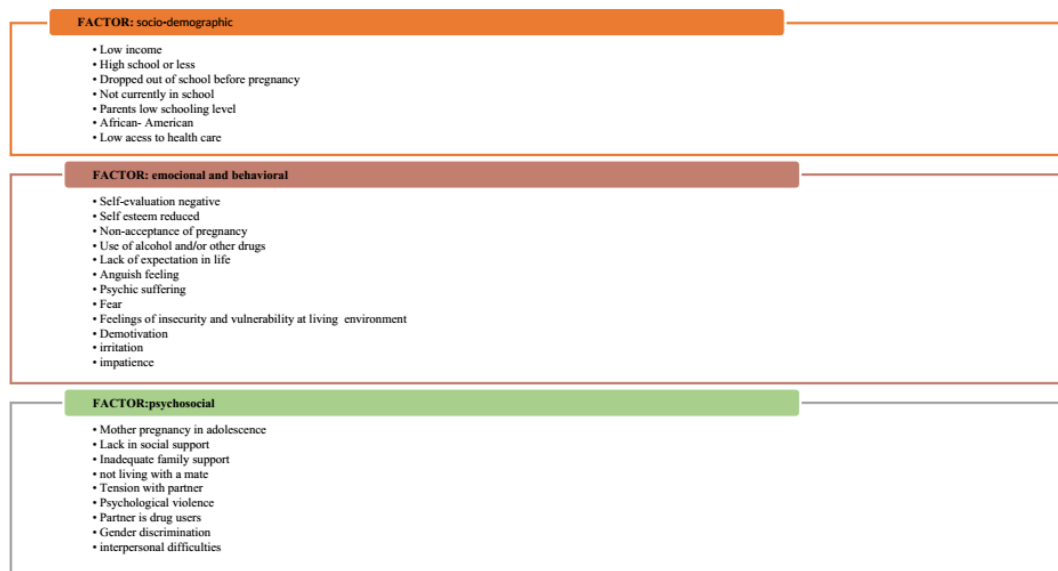 FACTOR: socio-demographic
• Low income
• High school or less
• Dropped out of school before pregnancy
• Not currently in school
• Parents low schooling level
• African- American
• Low acess to health care
FACTOR: emocional and behavioral
• Self-evaluation negative
• Self esteem reduced
• Non-acceptance of pregnancy
• Use of alcohol and/or other drugs
• Lack of expectation in life
• Anguish feeling
• Psychic suffering
• Fear
• Feelings of insecurity and vulnerability at living environment
• Demotivation
• irritation
• impatience
FACTOR:psychosocial
• Mother pregnancy in adolescence
• Lack in social support
• Inadequate family support
• not living with a mate
• Tension with partner
• Psychological violence
• Partner is drug users
• Gender discrimination
• interpersonal difficulties